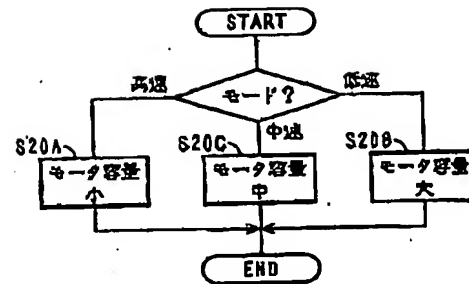 START
モード?
高速
中速
低速
S20A
モータ容量
小
S20C
モータ容量
中
S20B
モータ容量
大
END